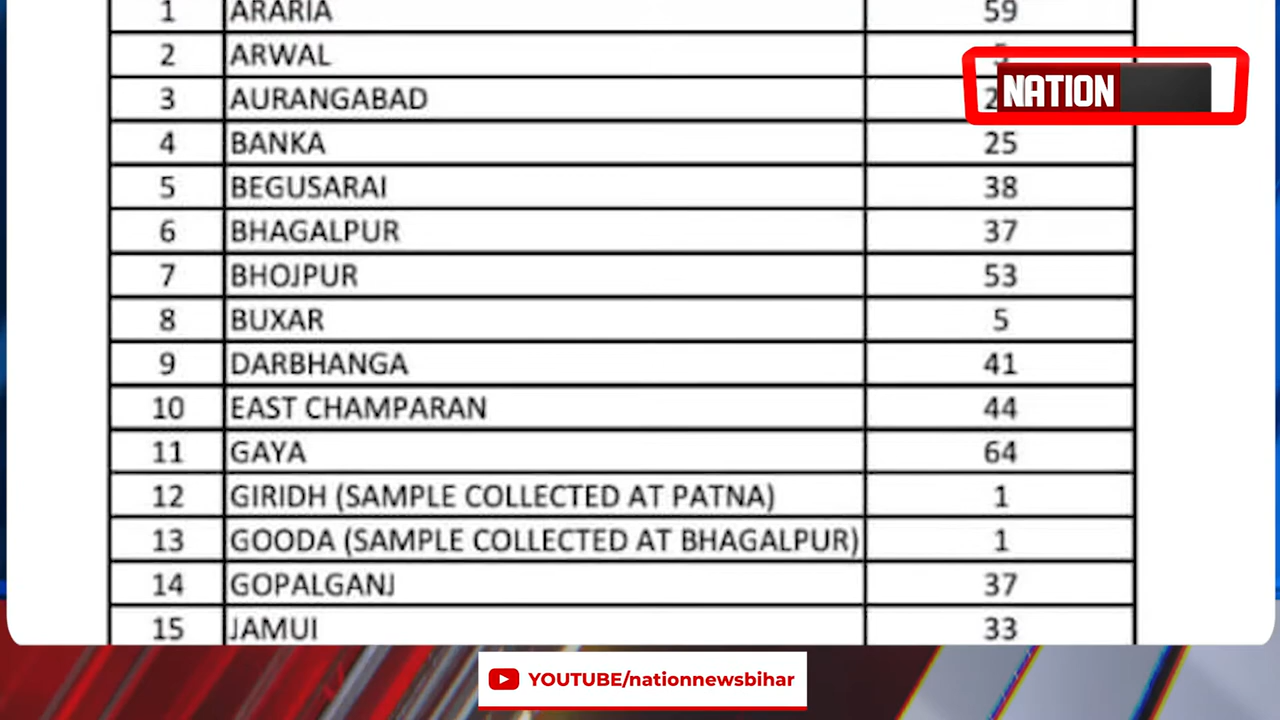 1 ARARIA 59
2 ARWAL 5
3 AURANGABAD
4 BANKA 25
5 BEGUSARAI 38
6 BHAGALPUR 37
7 BHOJPUR 53
8 BUXAR 5
9 DARBHANGA 41
10 EAST CHAMPARAN 44
11 GAYA 64
12 GIRIDH (SAMPLE COLLECTED AT PATNA) 1
13 GOODA (SAMPLE COLLECTED AT BHAGALPUR) 1
14 GOPALGANJ 37
15 JAMUI 33
NATION
YOUTUBE/nationnewsbihar